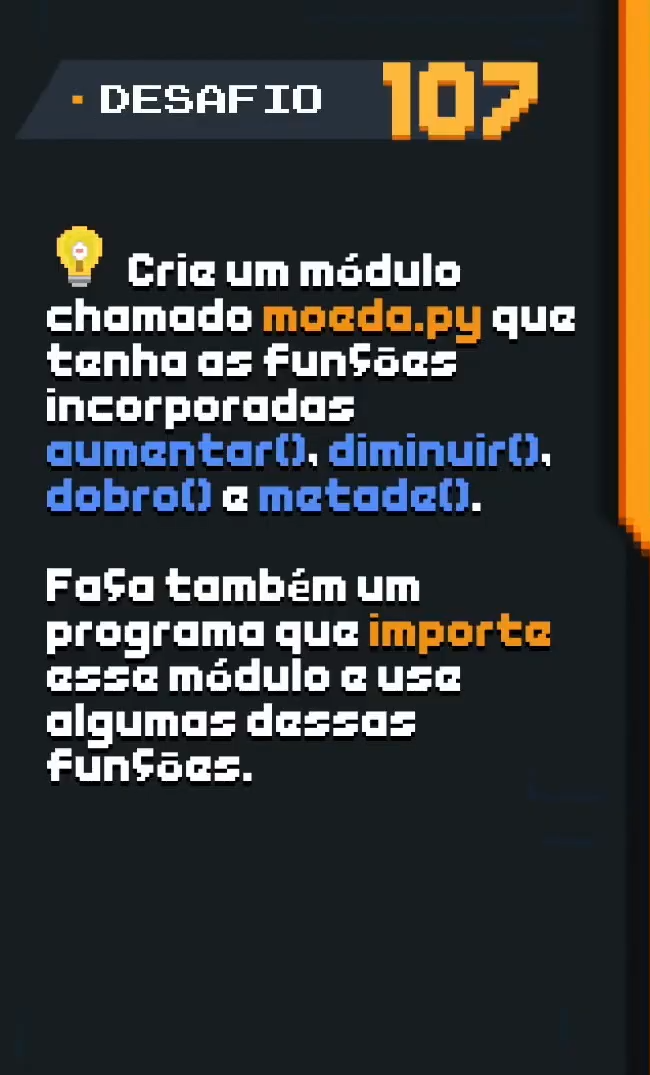 DESAFIO 107
Crie um módulo
chamado moeda.py que
tenha as funções
incorporadas
aumentar(), diminuir(),
dobro() e metade().
Faça também um
programa que importe
esse módulo e use
algumas dessas
funções.